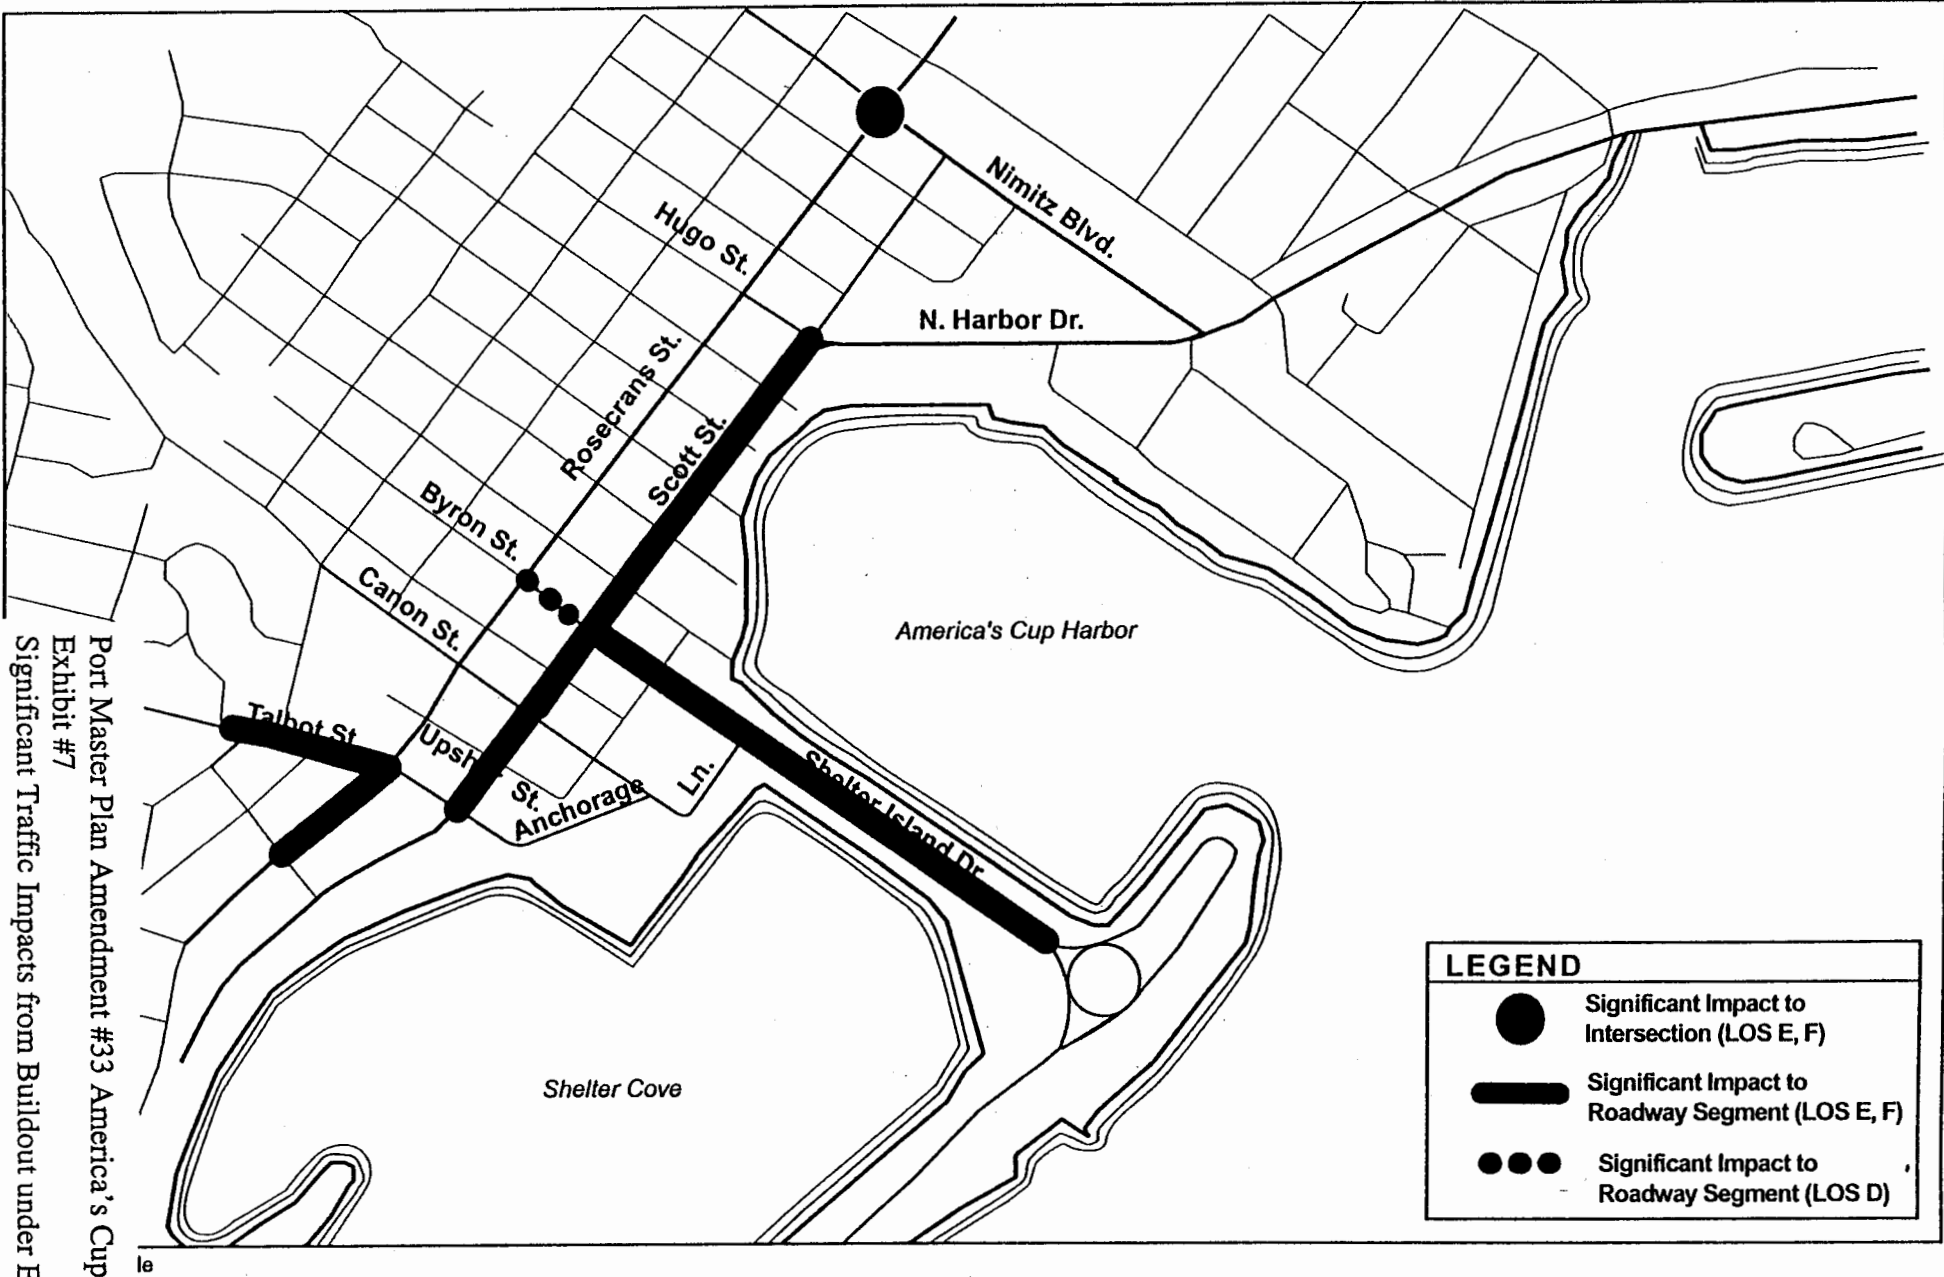 Nimitz Blvd.
Hugo St.
N. Harbor Dr.
Rosecrans St.
Scott St.
Byron St.
Canon St.
America's Cup Harbor
Talbot St
St.
Anchorage
Ln.
Shelter Island Dr
Shelter Cove
LEGEND
Significant Impact to
Intersection (LOS E, F)
Significant Impact to
Roadway Segment (LOS E, F)
Significant Impact to
Roadway Segment (LOS D)
Port Master Plan Amendment #33 America's Cup
Exhibit #7
Significant Traffic Impacts from Buildout under
le